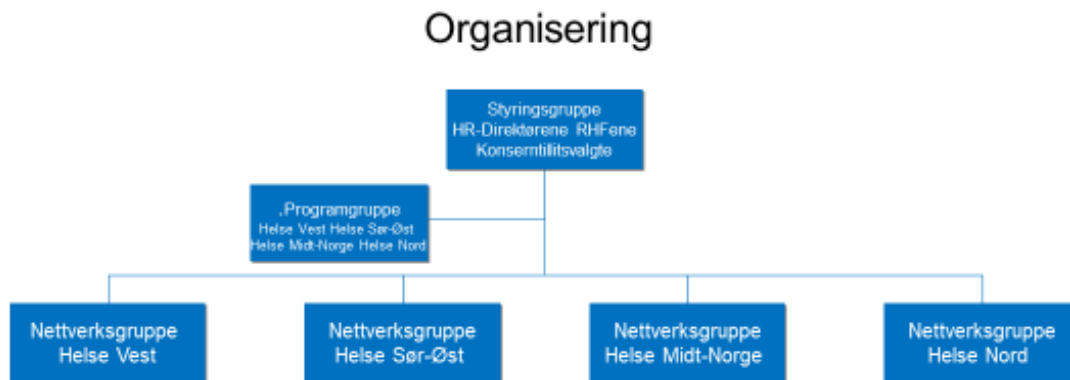 Organisering
Styringsgruppe
HR-Direktørene RHFene
Konserntillitsvalgte
.Programgruppe
Helse Vest Helse Sør-Øst
Helse Midt-Norge Helse Nord
Nettverksgruppe
Helse Vest
Nettverksgruppe
Helse Sør-Øst
Nettverksgruppe
Helse Midt-Norge
Nettverksgruppe
Helse Nord